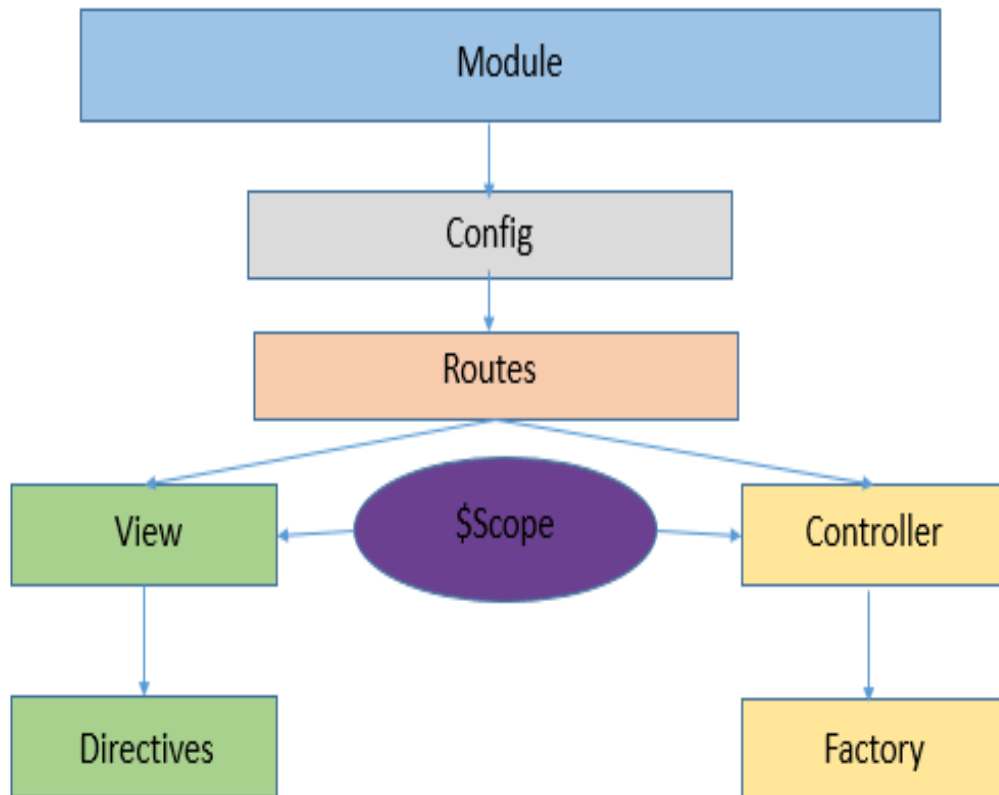 Module
Config
Routes
View
$Scope
Controller
Directives
Factory